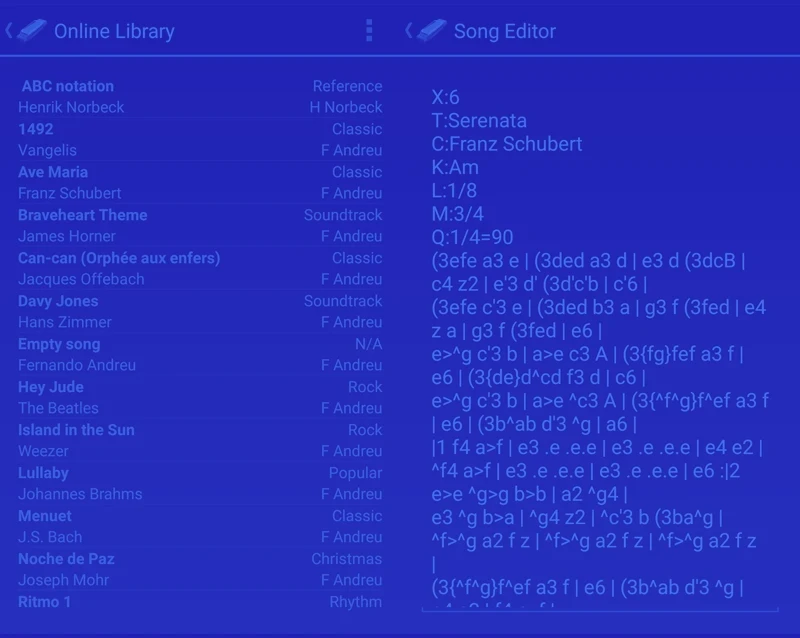 Online Library
ABC notation Reference
Henrik Norbeck H Norbeck
1492 Classic
Vangelis F Andreu
Ave Maria Classic
Franz Schubert F Andreu
Braveheart Theme Soundtrack
James Horner F Andreu
Can-can (Orphée aux enfers) Classic
Jacques Offebach F Andreu
Davy Jones Soundtrack
Hans Zimmer F Andreu
Empty song N/A
Fernando Andreu F Andreu
Hey Jude Rock
The Beatles F Andreu
Island in the Sun Rock
Weezer F Andreu
Lullaby Popular
Johannes Brahms F Andreu
Menuet Classic
J.S. Bach F Andreu
Noche de Paz Christmas
Joseph Mohr F Andreu
Ritmo 1 Rhythm
Song Editor
X:6
T:Serenata
C:Franz Schubert
K:Am
L:1/8
M:3/4
Q:1/4=90
(3efe a3 e | (3ded a3 d | e3 d (3dcB |
c4 z2 | e'3 d' (3d'c'b | c'6 |
(3efe c'3 e | (3ded b3 a | g3 f (3fed | e4
z a | g3 f (3fed | e6 |
e>^g c'3 b | a>e c3 A | (3{fg}fef a3 f |
e6 | (3{de}d^cd f3 d | c6 |
e>^g c'3 b | a>e ^c3 A | (3{^f^g}f^ef a3 f
| e6 | (3b^ab d'3 ^g | a6 |
|1 f4 a>f | e3 .e .e.e | e3 .e .e.e | e4 e2 |
^f4 a>f | e3 .e .e.e | e3 .e .e.e | e6 :|2
e>e ^g>g b>b | a2 ^g4 |
e3 ^g b>a | ^g4 z2 | ^c'3 b (3ba^g |
^f>^g a2 f z | ^f>^g a2 f z | ^f>^g a2 f z
|
(3{^f^g}f^ef a3 f | e6 | (3b^ab d'3 ^g |